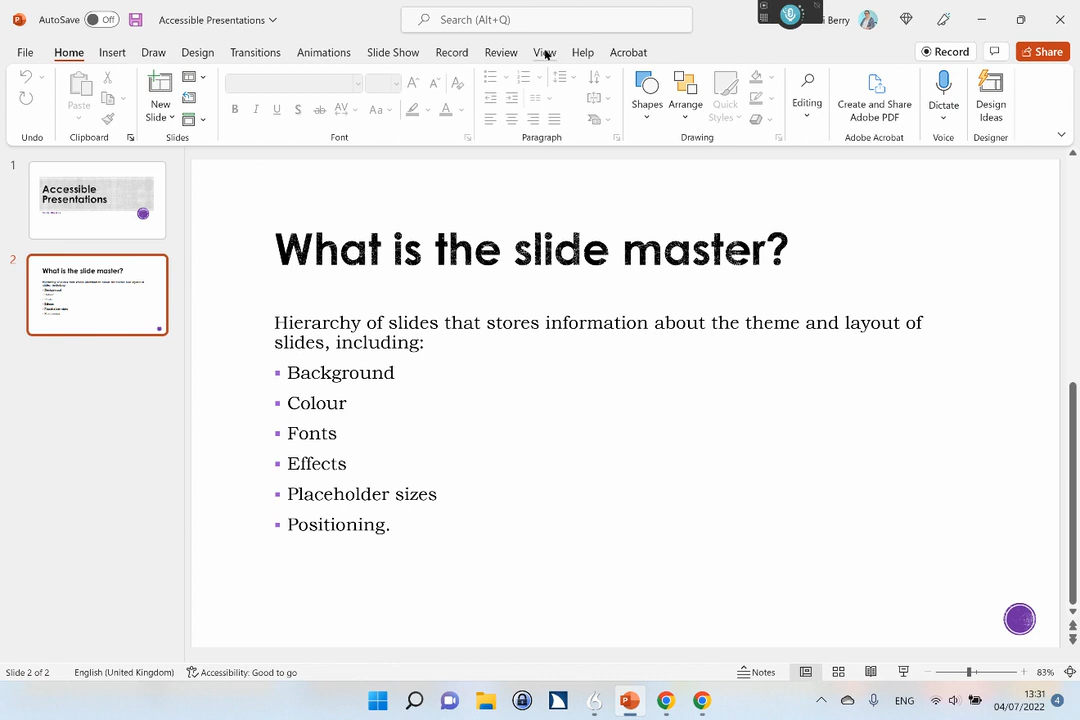 AutoSave Off Accessible Presentations Search (Alt+Q) Berry
File Home Insert Draw Design Transitions Animations Slide Show Record Review View Help Acrobat Record Share
Paste New Slide Shapes Arrange Quick Styles Editing Create and Share Adobe PDF Dictate Design Ideas
Undo Clipboard Slides Font Paragraph Drawing Adobe Acrobat Voice Designer
1
Accessible
Presentations
2
What is the slide master?
What is the slide master?
Hierarchy of slides that stores information about the theme and layout of
slides, including:
▪ Background
▪ Colour
▪ Fonts
▪ Effects
▪ Placeholder sizes
▪ Positioning.
Slide 2 of 2 English (United Kingdom) Accessibility: Good to go Notes 83%
ENG 13:31
04/07/2022 4